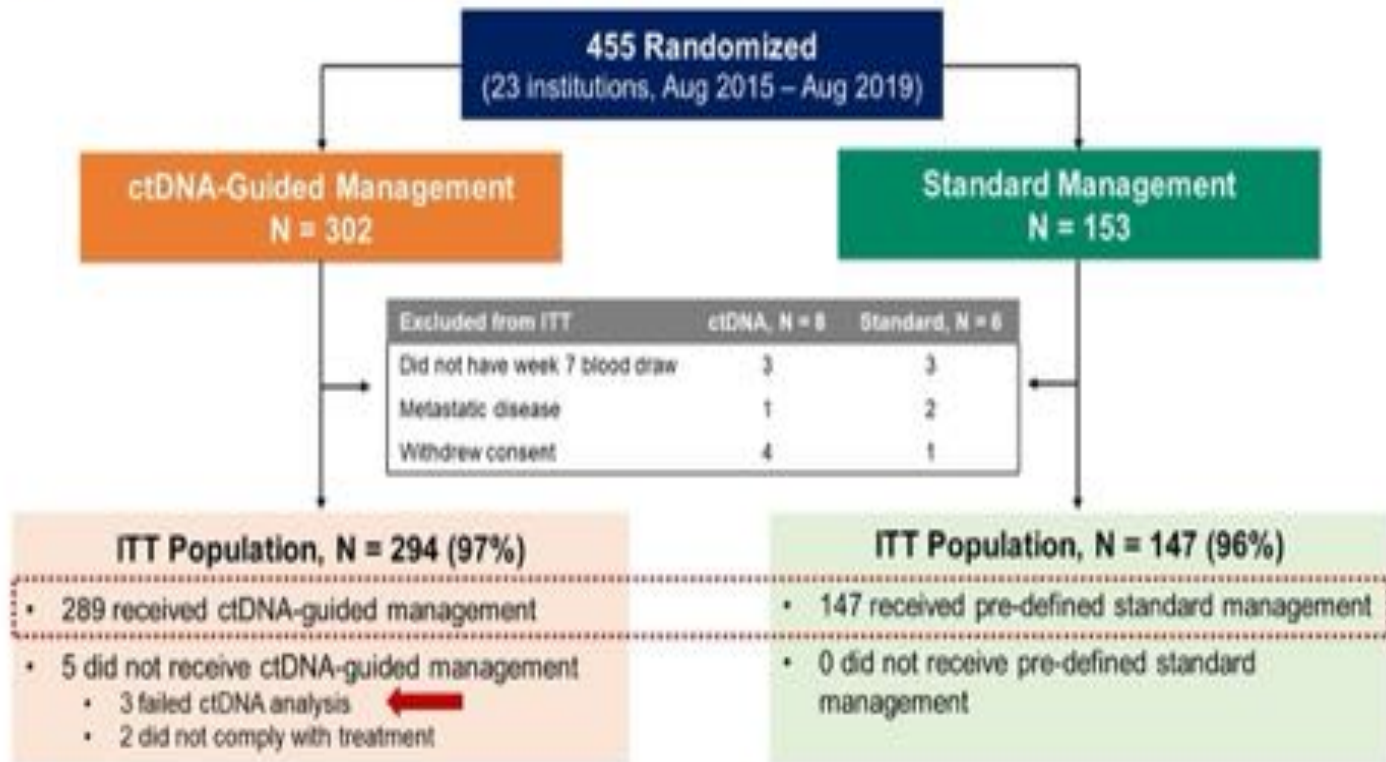 455 Randomized
(23 institutions, Aug 2015 – Aug 2019)
ctDNA-Guided Management
N = 302
Standard Management
N = 153
Excluded from ITT ctDNA, N = 8 Standard, N = 6
Did not have week 7 blood draw 3 3
Metastatic disease 1 2
Withdrew consent 4 1
ITT Population, N = 294 (97%)
• 289 received ctDNA-guided management
• 5 did not receive ctDNA-guided management
• 3 failed ctDNA analysis
• 2 did not comply with treatment
ITT Population, N = 147 (96%)
• 147 received pre-defined standard management
• 0 did not receive pre-defined standard
management